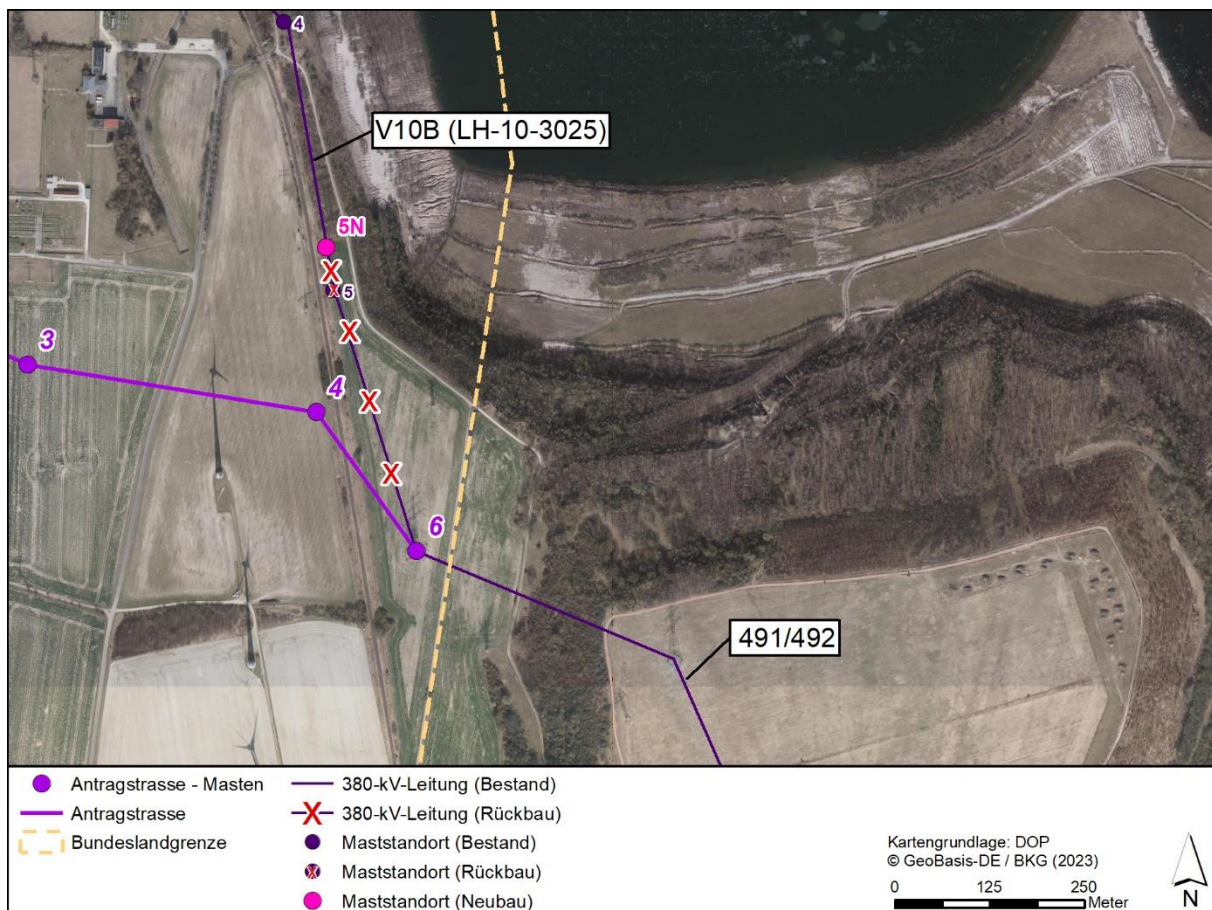 4
V10B (LH-10-3025)
5N
5
3
4
6
491/492
Antragstrasse - Masten
Antragstrasse
Bundeslandgrenze
380-kV-Leitung (Bestand)
380-kV-Leitung (Rückbau)
Maststandort (Bestand)
Maststandort (Rückbau)
Maststandort (Neubau)
Kartengrundlage: DOP
© GeoBasis-DE / BKG (2023)
0 125 250
Meter
N